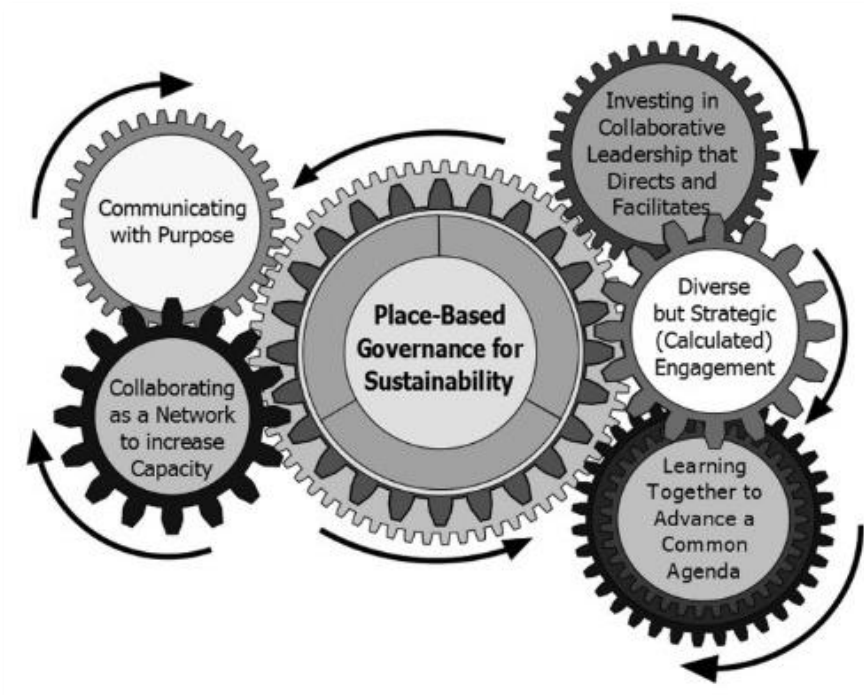 Communicating
with Purpose
Collaborating
as a Network
to increase
Capacity
Place-Based
Governance for
Sustainability
Investing in
Collaborative
Leadership that
Directs and
Facilitates
Diverse
but Strategic
(Calculated)
Engagement
Learning
Together to
Advance a
Common
Agenda